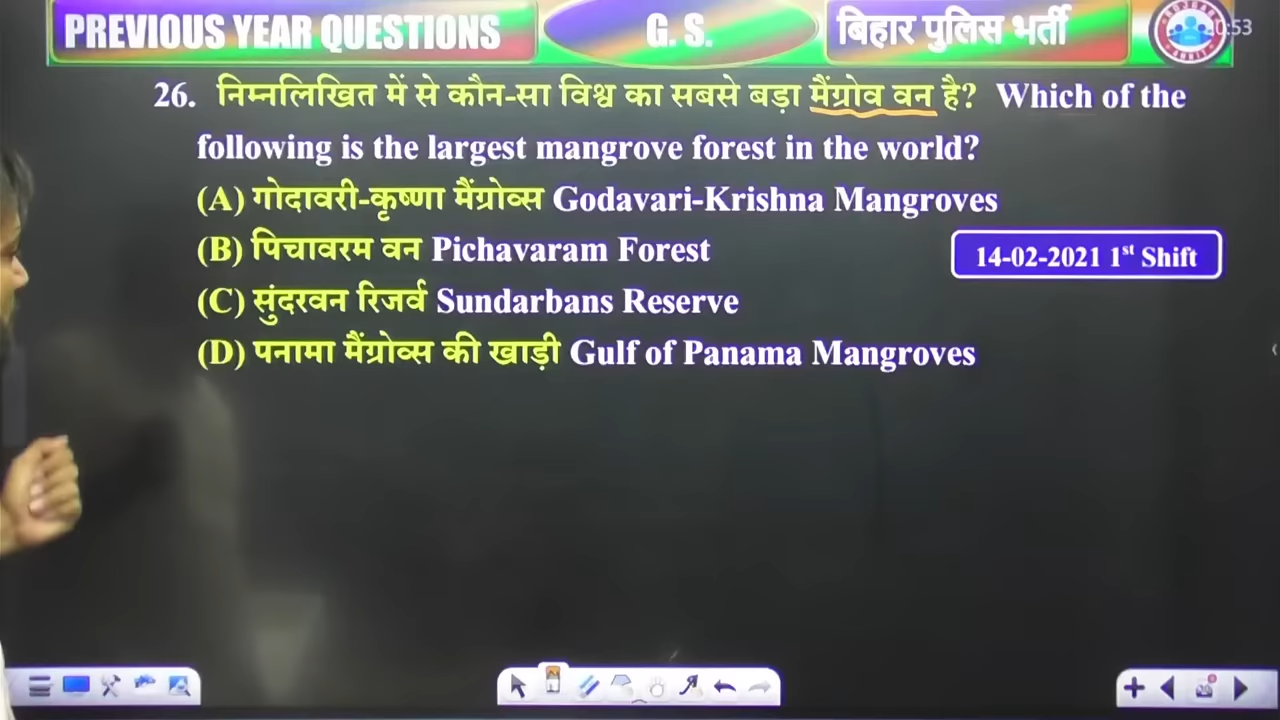 PREVIOUS YEAR QUESTIONS
G. S.
बिहार पुलिस भर्ती
26. निम्नलिखित में से कौन-सा विश्व का सबसे बड़ा मैंग्रोव वन है? Which of the
following is the largest mangrove forest in the world?
(A) गोदावरी-कृष्णा मैंग्रोव्स Godavari-Krishna Mangroves
(B) पिचावरम वन Pichavaram Forest
14-02-2021 1st Shift
(C) सुंदरवन रिजर्व Sundarbans Reserve
(D) पनामा मैंग्रोव्स की खाड़ी Gulf of Panama Mangroves